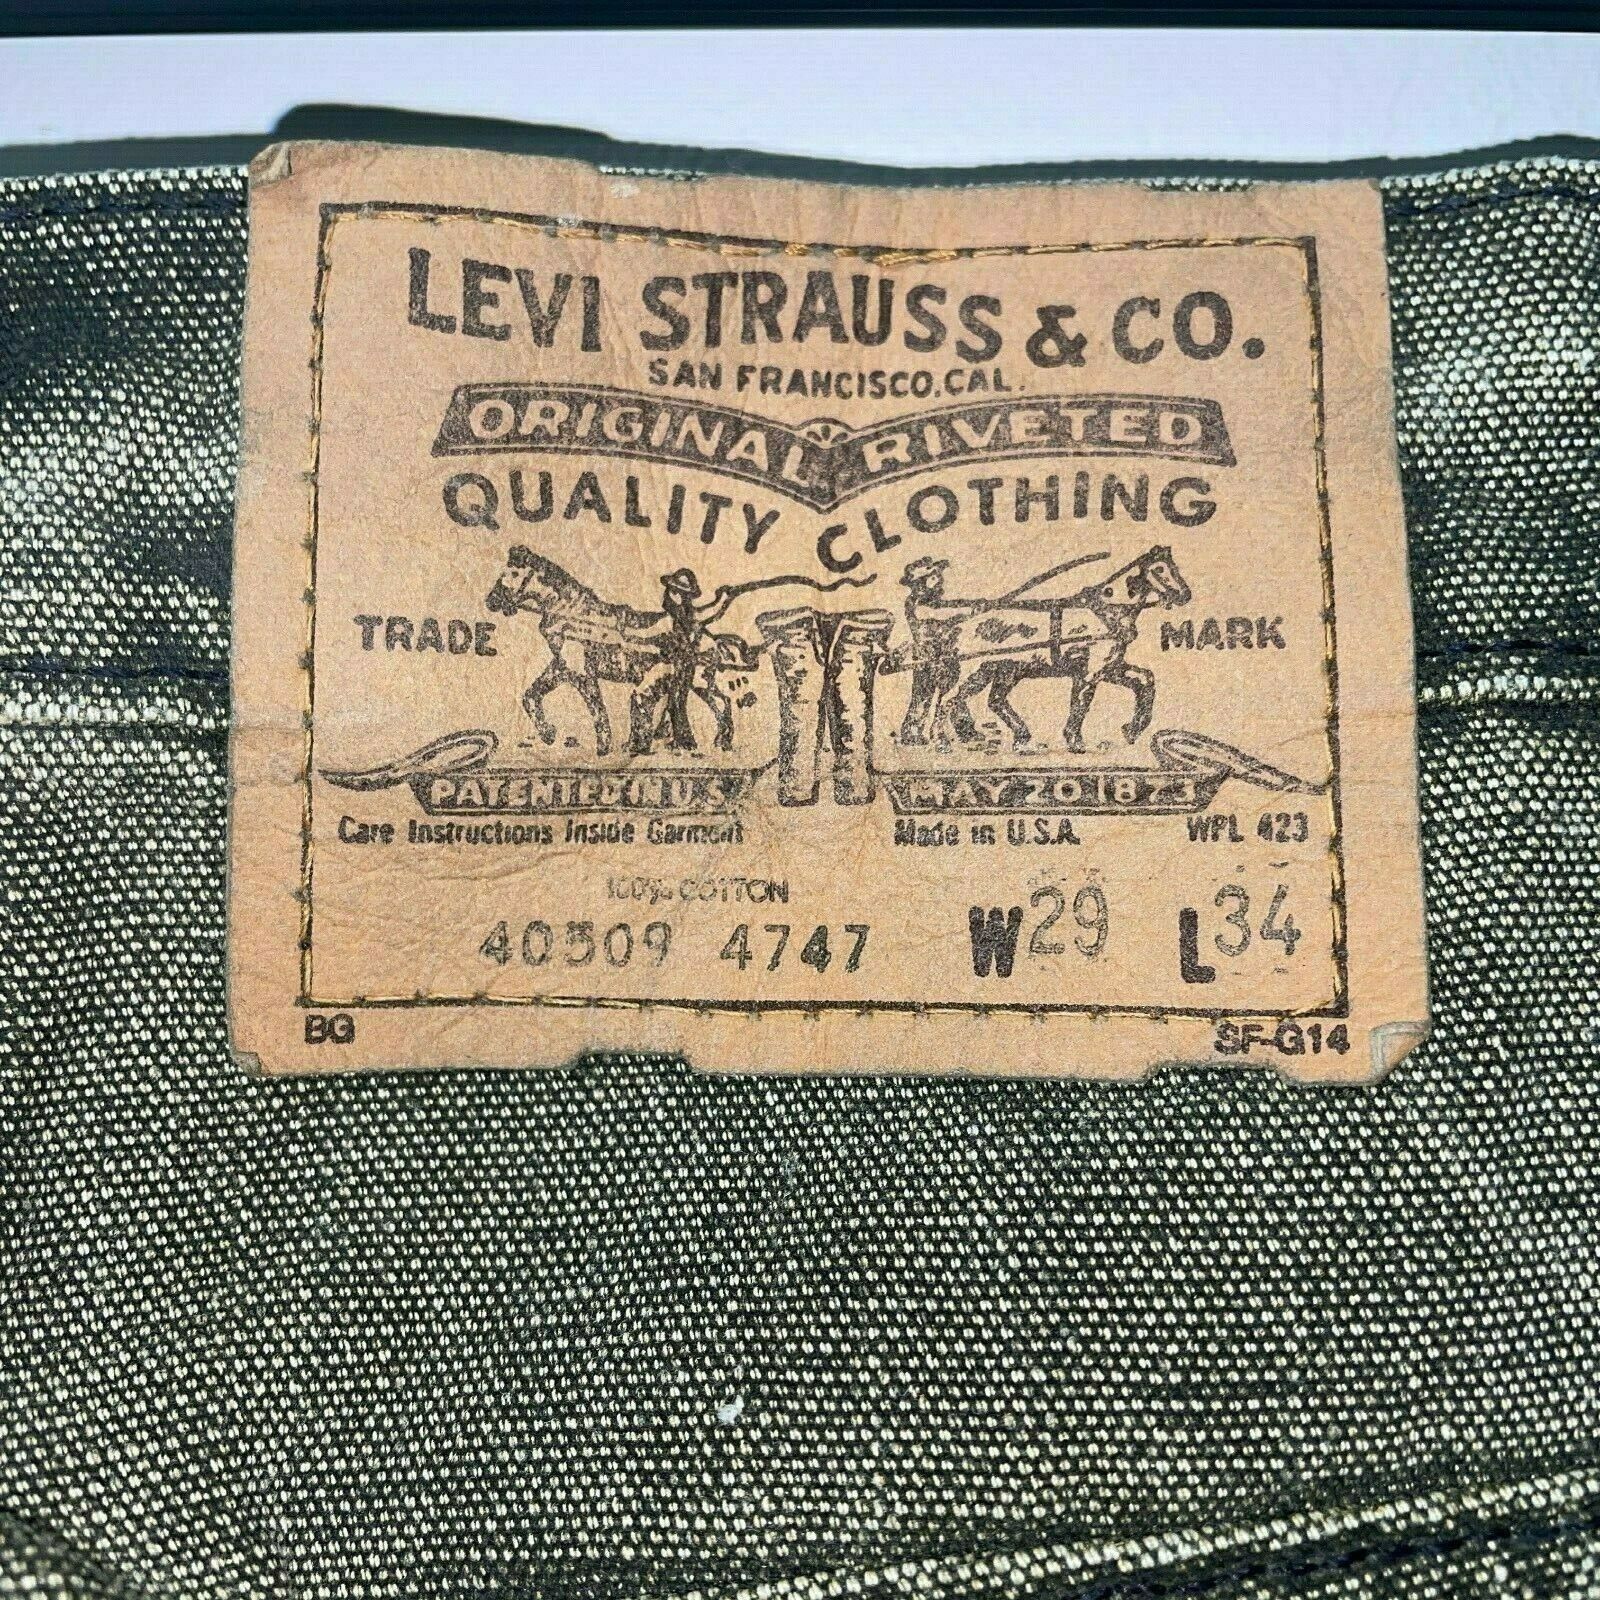 LEVI STRAUSS & CO.
SAN FRANCISCO, CAL.
ORIGINAL RIVETED
QUALITY CLOTHING
TRADE MARK
PATENTED IN U S MAY 20 1873
Care Instructions Inside Garment Made in U.S.A. WPL 423
100% COTTON
40509 4747 W29 L34
BG SF-G14